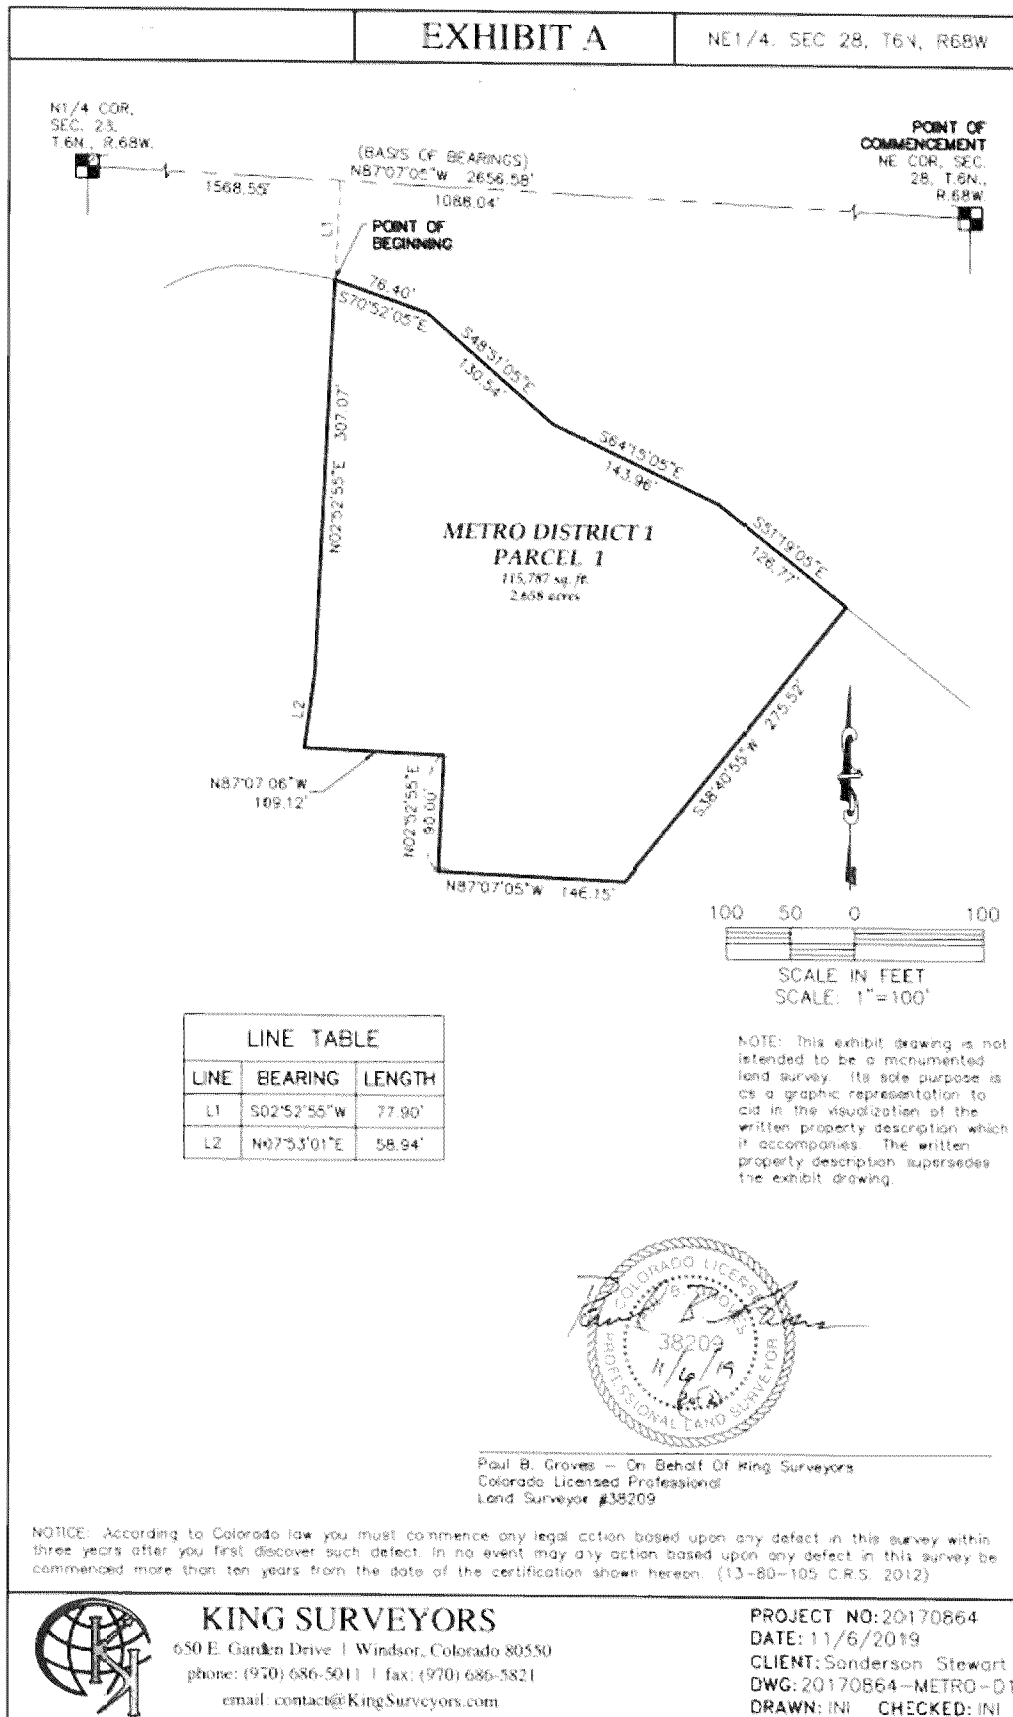 EXHIBIT A
NE1/4. SEC 28, T6N, R68W
N1/4 COR,
SEC. 28,
T.6N., R.68W.
POINT OF
COMMENCEMENT
NE COR, SEC.
28, T.6N.,
R.68W.
(BASIS OF BEARINGS)
N87°07'05"W 2656.58'
1568.55'
1088.04'
L1
POINT OF
BEGINNING
76.40'
S70°52'05"E
S48°51'05"E
130.54'
S64°15'05"E
143.96'
S51°19'05"E
126.77'
N02°52'55"E 307.07'
METRO DISTRICT 1
PARCEL 1
115,787 sq. ft.
2.658 acres
L2
N87°07'06"W
109.12'
N02°52'55"E
90.00'
S38°40'55"W 275.52'
N87°07'05"W 146.15'
100 50 0 100
SCALE IN FEET
SCALE: 1"=100'
LINE TABLE
LINE BEARING LENGTH
L1 S02°52'55"W 77.90'
L2 N07°53'01"E 58.94'
NOTE: This exhibit drawing is not
intended to be a monumented
land survey. Its sole purpose is
as a graphic representation to
aid in the visualization of the
written property description which
it accompanies. The written
property description supersedes
the exhibit drawing.
COLORADO LICENSED
PAUL B. GROVES
38209
11/6/19
PROFESSIONAL LAND SURVEYOR
Paul B. Groves – On Behalf Of King Surveyors
Colorado Licensed Professional
Land Surveyor #38209
NOTICE: According to Colorado law you must commence any legal action based upon any defect in this survey within
three years after you first discover such defect. In no event may any action based upon any defect in this survey be
commenced more than ten years from the date of the certification shown hereon. (13-80-105 C.R.S. 2012)
KING SURVEYORS
650 E. Garden Drive | Windsor, Colorado 80550
phone: (970) 686-5011 | fax: (970) 686-5821
email: contact@KingSurveyors.com
PROJECT NO: 20170864
DATE: 11/6/2019
CLIENT: Sanderson Stewart
DWG: 20170864-METRO-D1
DRAWN: INI CHECKED: INI